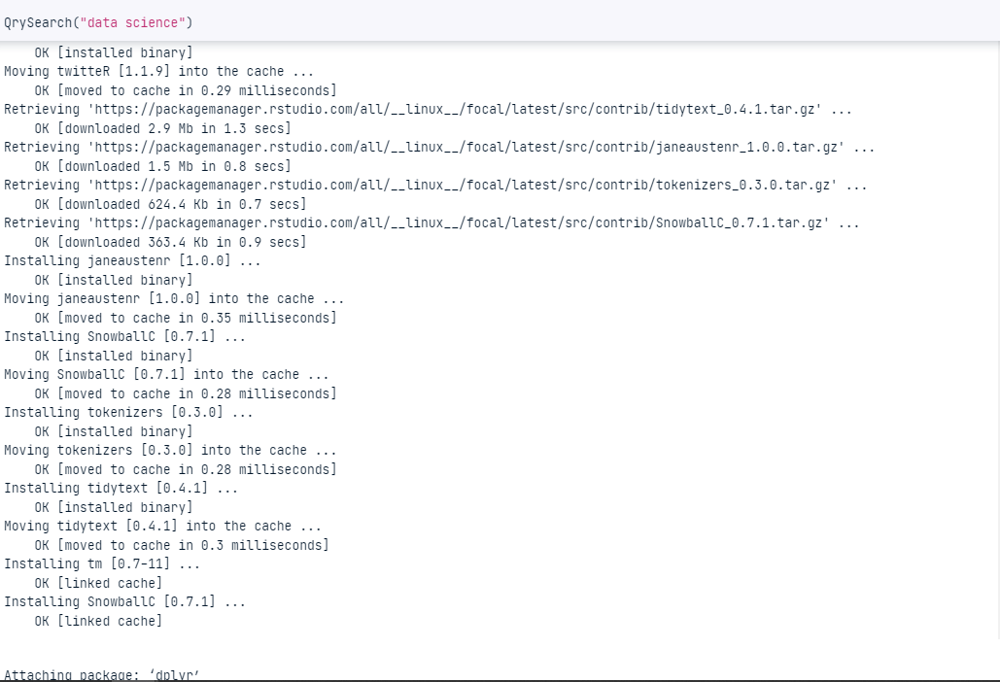 QrySearch("data science")
OK [installed binary]
Moving twitteR [1.1.9] into the cache ...
OK [moved to cache in 0.29 milliseconds]
Retrieving 'https://packagemanager.rstudio.com/all/__linux__/focal/latest/src/contrib/tidytext_0.4.1.tar.gz' ...
OK [downloaded 2.9 Mb in 1.3 secs]
Retrieving 'https://packagemanager.rstudio.com/all/__linux__/focal/latest/src/contrib/janeaustenr_1.0.0.tar.gz' ...
OK [downloaded 1.5 Mb in 0.8 secs]
Retrieving 'https://packagemanager.rstudio.com/all/__linux__/focal/latest/src/contrib/tokenizers_0.3.0.tar.gz' ...
OK [downloaded 624.4 Kb in 0.7 secs]
Retrieving 'https://packagemanager.rstudio.com/all/__linux__/focal/latest/src/contrib/SnowballC_0.7.1.tar.gz' ...
OK [downloaded 363.4 Kb in 0.9 secs]
Installing janeaustenr [1.0.0] ...
OK [installed binary]
Moving janeaustenr [1.0.0] into the cache ...
OK [moved to cache in 0.35 milliseconds]
Installing SnowballC [0.7.1] ...
OK [installed binary]
Moving SnowballC [0.7.1] into the cache ...
OK [moved to cache in 0.28 milliseconds]
Installing tokenizers [0.3.0] ...
OK [installed binary]
Moving tokenizers [0.3.0] into the cache ...
OK [moved to cache in 0.28 milliseconds]
Installing tidytext [0.4.1] ...
OK [installed binary]
Moving tidytext [0.4.1] into the cache ...
OK [moved to cache in 0.3 milliseconds]
Installing tm [0.7-11] ...
OK [linked cache]
Installing SnowballC [0.7.1] ...
OK [linked cache]
Attaching package: ‘dplyr’